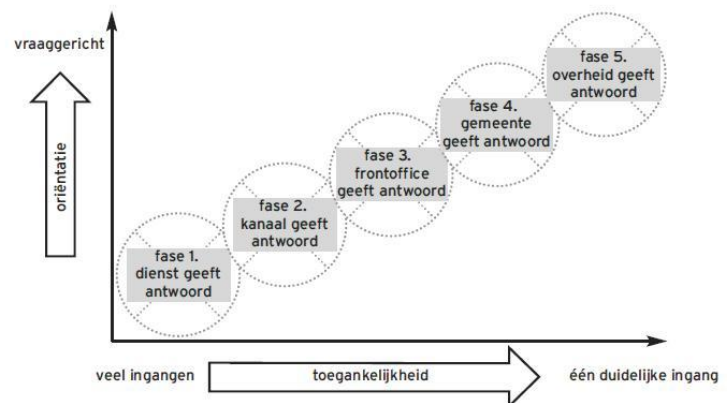 vraaggericht
oriëntatie
fase 5.
overheid geeft
antwoord
fase 4.
gemeente
geeft antwoord
fase 3.
frontoffice
geeft antwoord
fase 2.
kanaal geeft
antwoord
fase 1.
dienst geeft
antwoord
veel ingangen
toegankelijkheid
één duidelijke ingang